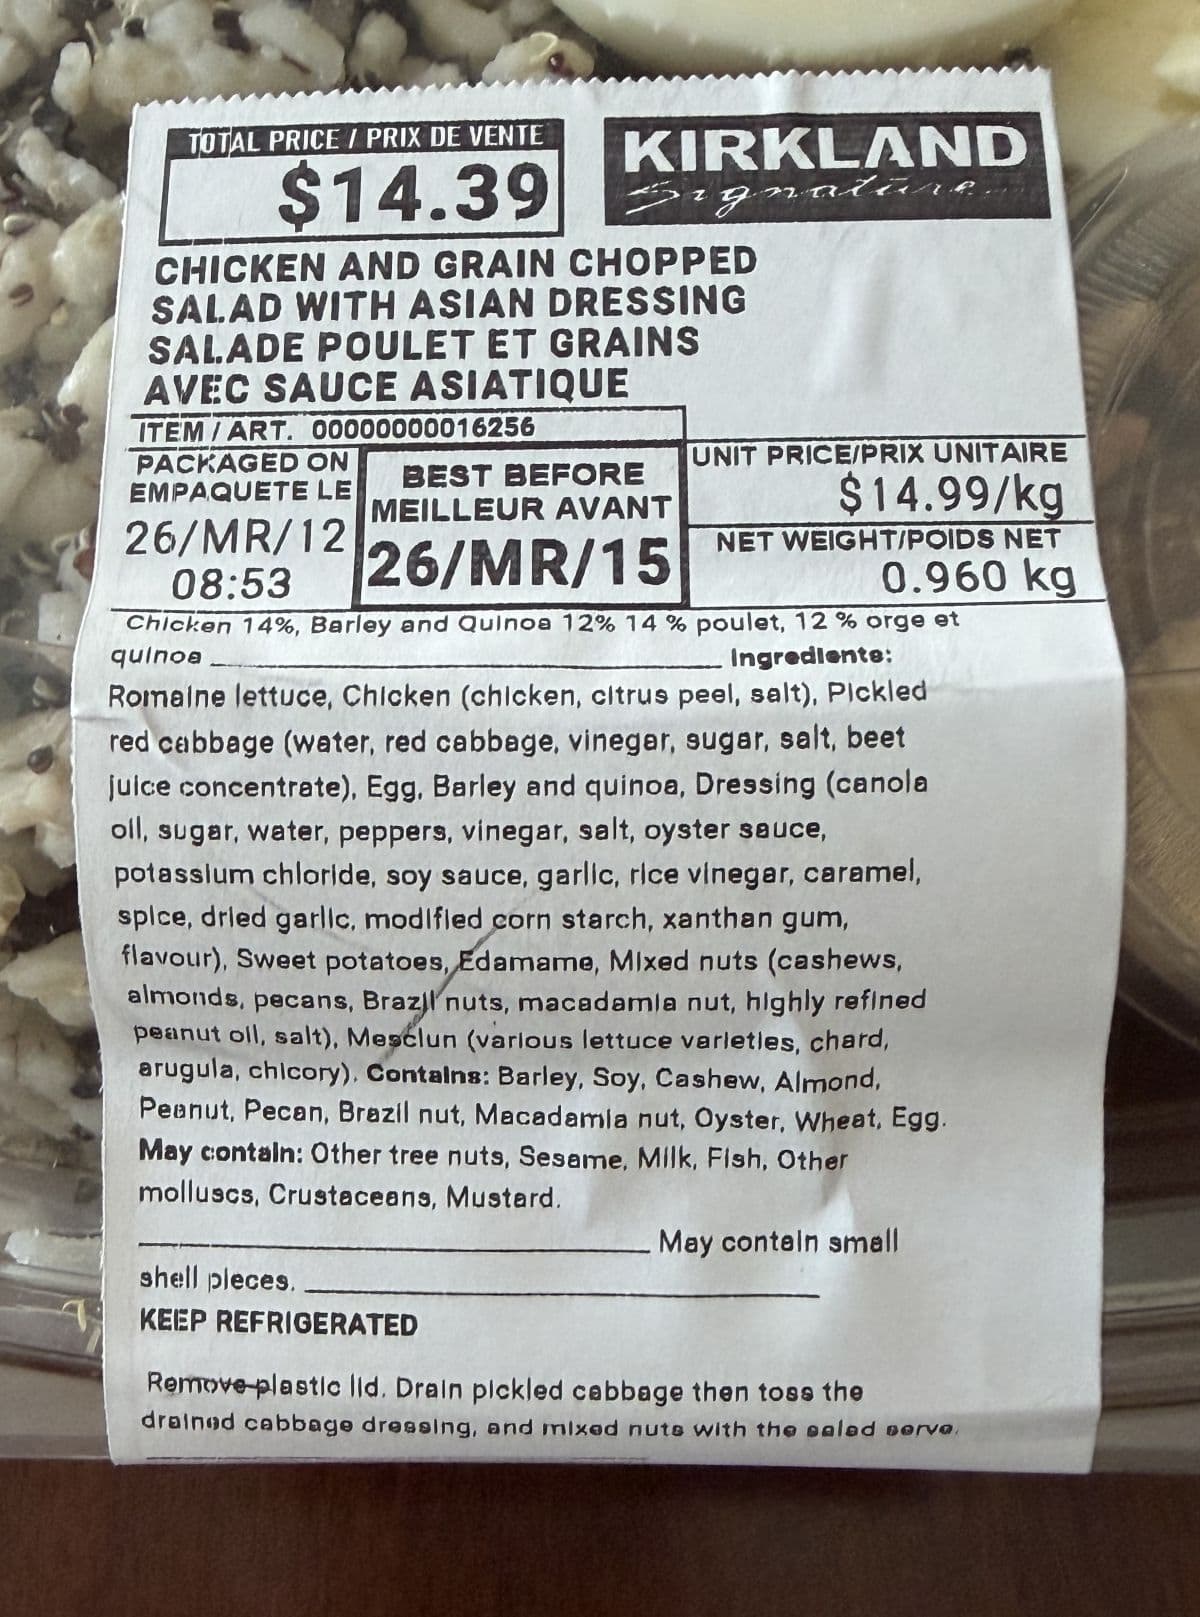 TOTAL PRICE / PRIX DE VENTE
$14.39
KIRKLAND
Signature
CHICKEN AND GRAIN CHOPPED
SALAD WITH ASIAN DRESSING
SALADE POULET ET GRAINS
AVEC SAUCE ASIATIQUE
ITEM / ART. 00000000016256
PACKAGED ON
EMPAQUETE LE
26/MR/12
08:53
BEST BEFORE
MEILLEUR AVANT
26/MR/15
UNIT PRICE/PRIX UNITAIRE
$14.99/kg
NET WEIGHT/POIDS NET
0.960 kg
Chicken 14%, Barley and Quinoa 12% 14 % poulet, 12 % orge et
quinoa Ingredients:
Romaine lettuce, Chicken (chicken, citrus peel, salt), Pickled
red cabbage (water, red cabbage, vinegar, sugar, salt, beet
juice concentrate), Egg, Barley and quinoa, Dressing (canola
oil, sugar, water, peppers, vinegar, salt, oyster sauce,
potassium chloride, soy sauce, garlic, rice vinegar, caramel,
spice, dried garlic, modified corn starch, xanthan gum,
flavour), Sweet potatoes, Edamame, Mixed nuts (cashews,
almonds, pecans, Brazil nuts, macadamia nut, highly refined
peanut oil, salt), Mesclun (various lettuce varieties, chard,
arugula, chicory). Contains: Barley, Soy, Cashew, Almond,
Peanut, Pecan, Brazil nut, Macadamia nut, Oyster, Wheat, Egg.
May contain: Other tree nuts, Sesame, Milk, Fish, Other
molluscs, Crustaceans, Mustard.
May contain small
shell pieces.
KEEP REFRIGERATED
Remove plastic lid. Drain pickled cabbage then toss the
drained cabbage dressing, and mixed nuts with the salad serve.